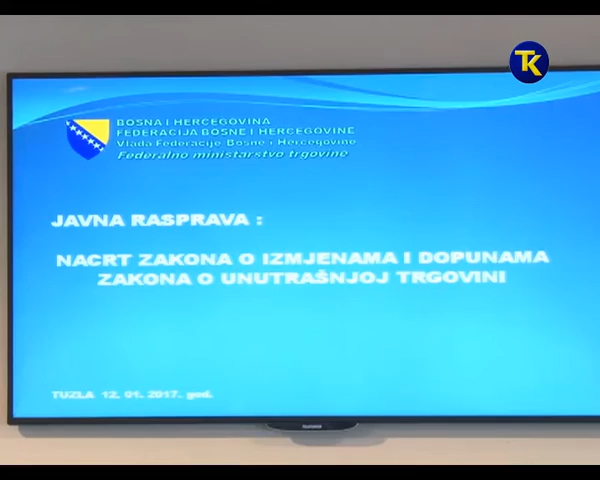 TK
BOSNA I HERCEGOVINA
FEDERACIJA BOSNE I HERCEGOVINE
Vlada Federacije Bosne i Hercegovine
Federalno ministarstvo trgovine
JAVNA RASPRAVA :
NACRT ZAKONA O IZMJENAMA I DOPUNAMA
ZAKONA O UNUTRAŠNJOJ TRGOVINI
TUZLA 12. 01. 2017. god.